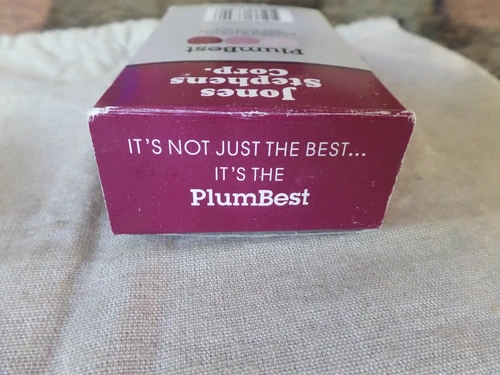 PlumBest
Jones
Stephens
Corp.
IT'S NOT JUST THE BEST...
IT'S THE
PlumBest